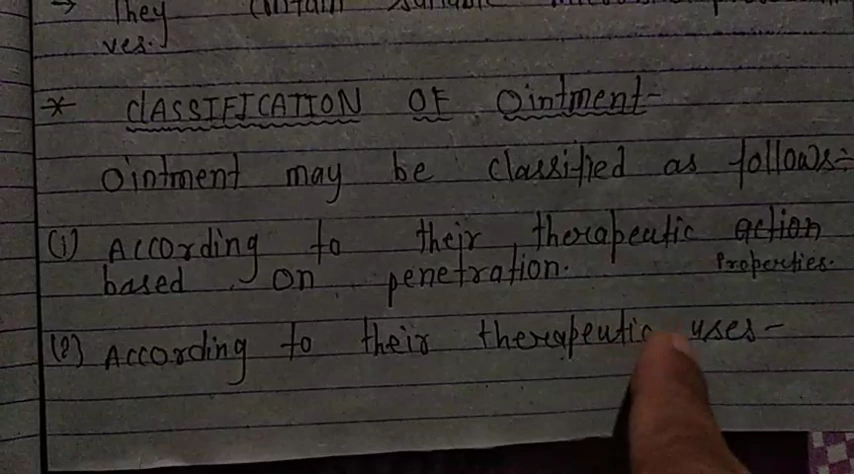 → They contain
ves.
* CLASSIFICATION OF Ointment-
Ointment may be classified as follows:-
(1) According to their therapeutic action
based on penetration. Properties.
(2) According to their therapeutic uses-